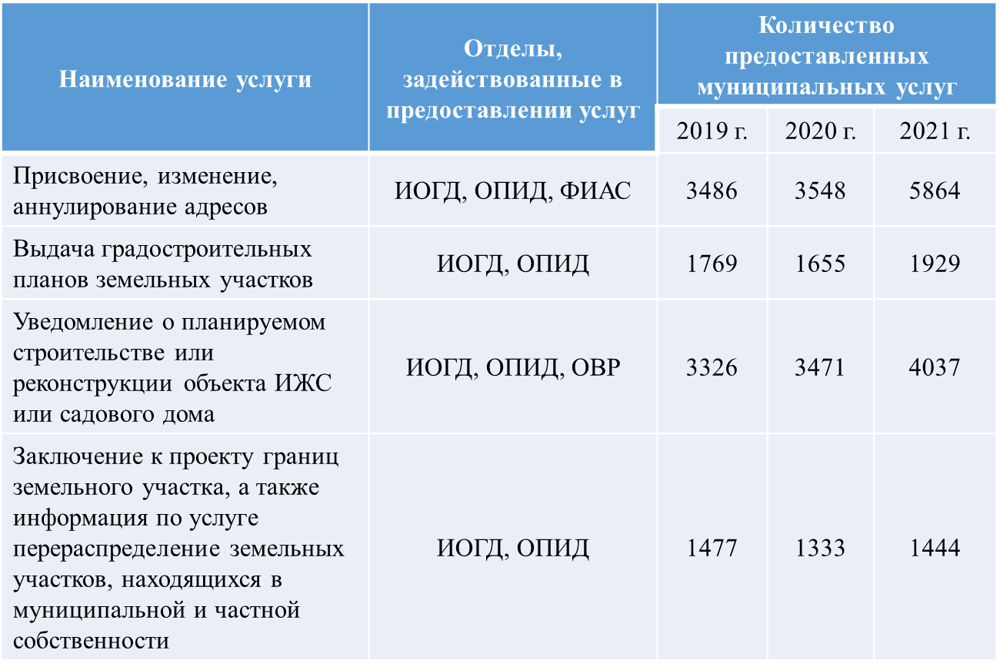 Наименование услуги
Отделы,
задействованные в
предоставлении услуг
Количество
предоставленных
муниципальных услуг
2019 г.
2020 г.
2021 г.
Присвоение, изменение,
аннулирование адресов
ИОГД, ОПИД, ФИАС
3486
3548
5864
Выдача градостроительных
планов земельных участков
ИОГД, ОПИД
1769
1655
1929
Уведомление о планируемом
строительстве или
реконструкции объекта ИЖС
или садового дома
ИОГД, ОПИД, ОВР
3326
3471
4037
Заключение к проекту границ
земельного участка, а также
информация по услуге
перераспределение земельных
участков, находящихся в
муниципальной и частной
собственности
ИОГД, ОПИД
1477
1333
1444